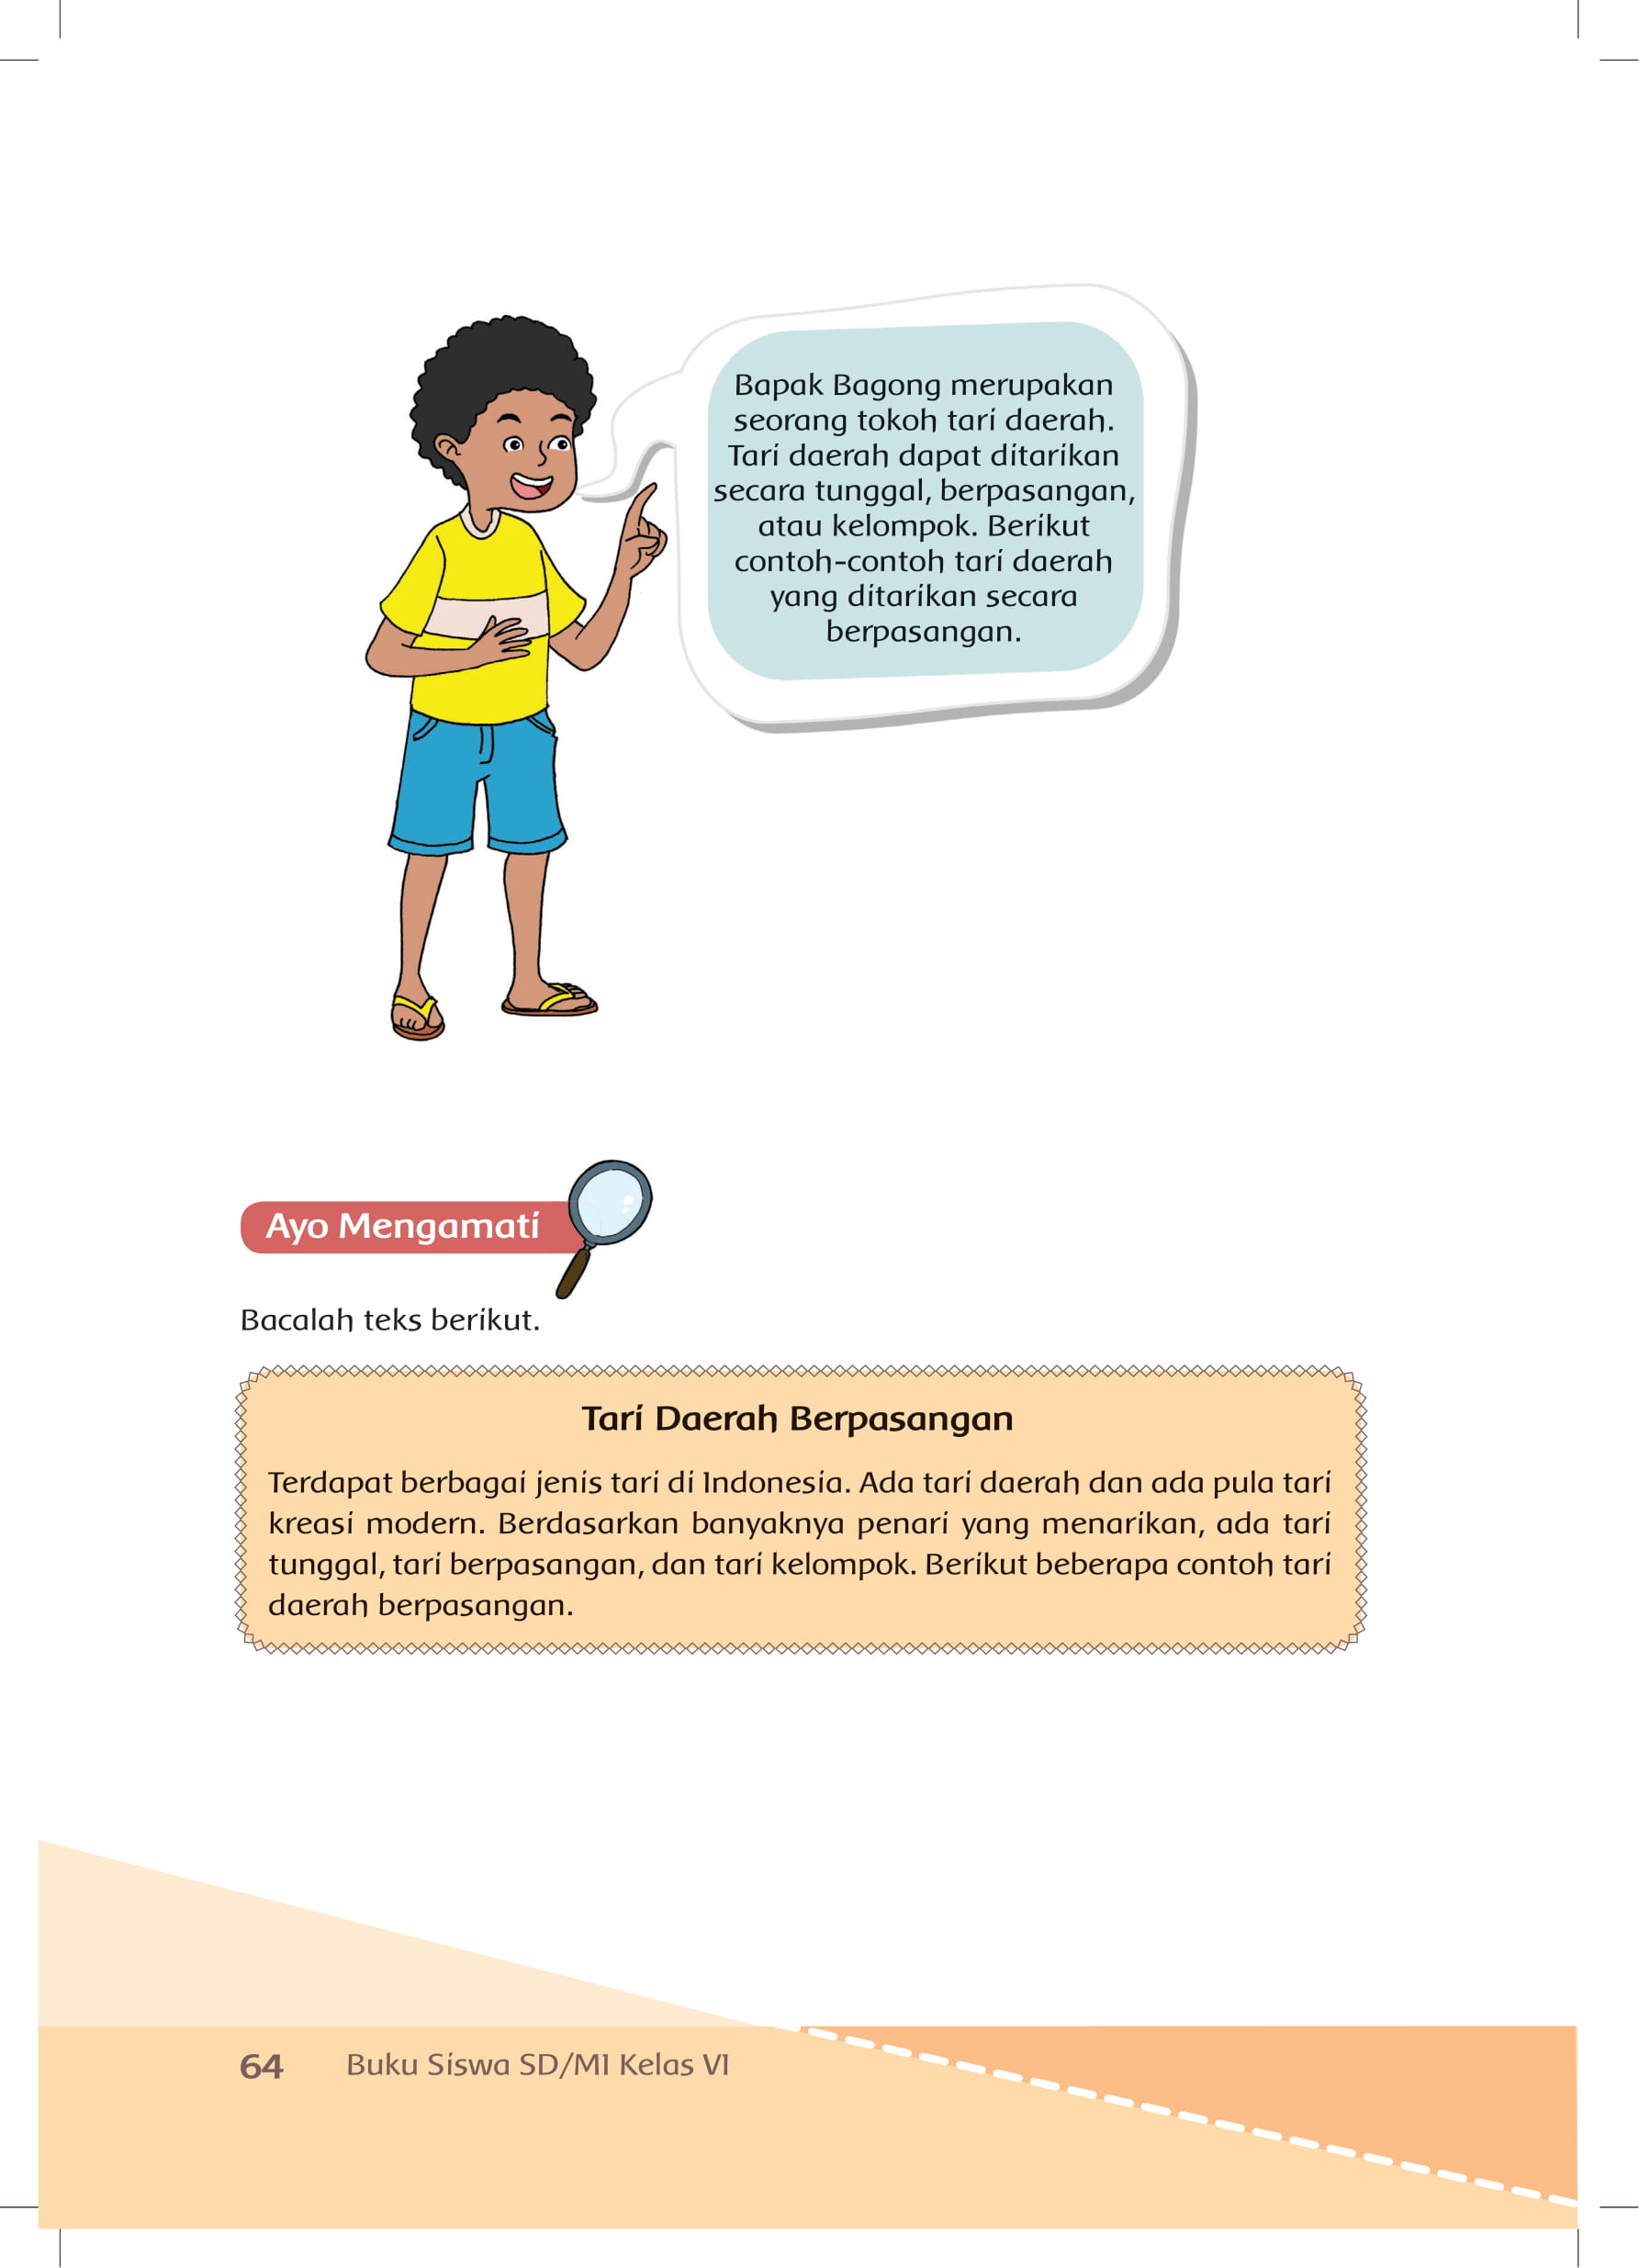 Bapak Bagong merupakan
seorang tokoh tari daerah.
Tari daerah dapat ditarikan
secara tunggal, berpasangan,
atau kelompok. Berikut
contoh-contoh tari daerah
yang ditarikan secara
berpasangan.
Ayo Mengamati
Bacalah teks berikut.
Tari Daerah Berpasangan
Terdapat berbagai jenis tari di Indonesia. Ada tari daerah dan ada pula tari
kreasi modern. Berdasarkan banyaknya penari yang menarikan, ada tari
tunggal, tari berpasangan, dan tari kelompok. Berikut beberapa contoh tari
daerah berpasangan.
64 Buku Siswa SD/MI Kelas VI